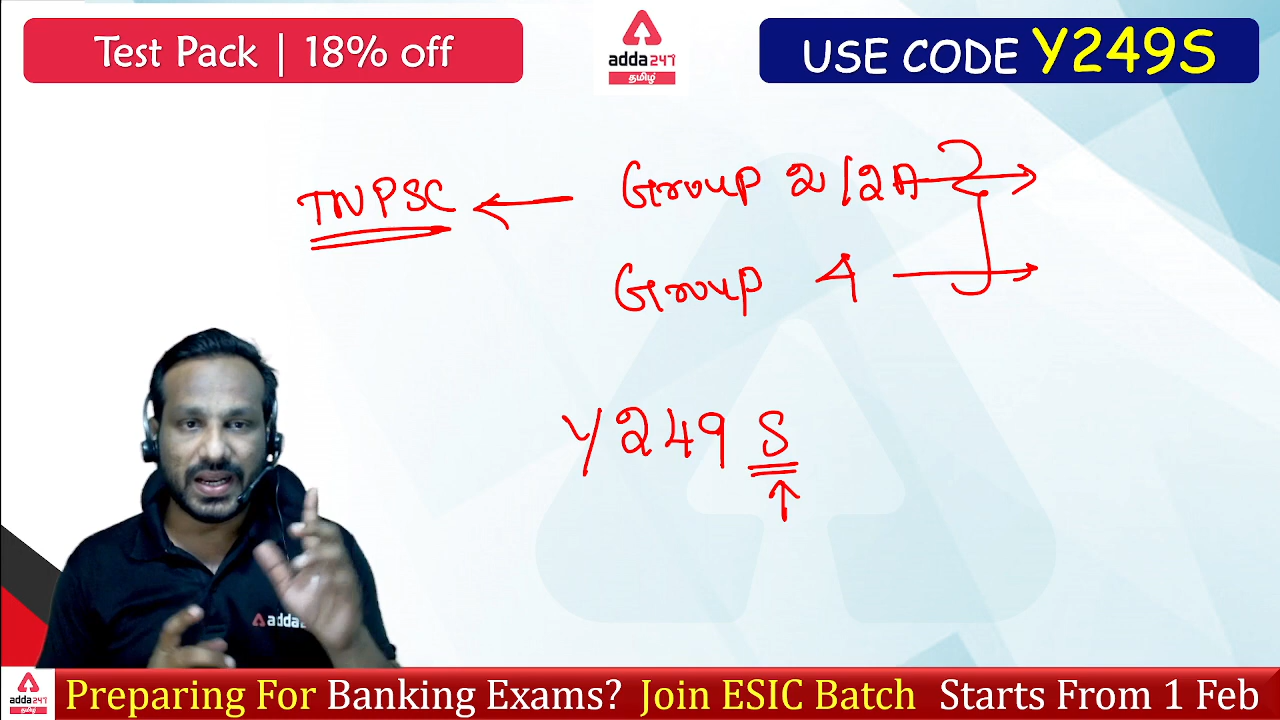 Test Pack | 18% off
adda247
தமிழ்
USE CODE Y249S
TNPSC
Group 2/2A
Group 4
Y249S
adda
adda247
தமிழ்
Preparing For Banking Exams? Join ESIC Batch Starts From 1 Feb